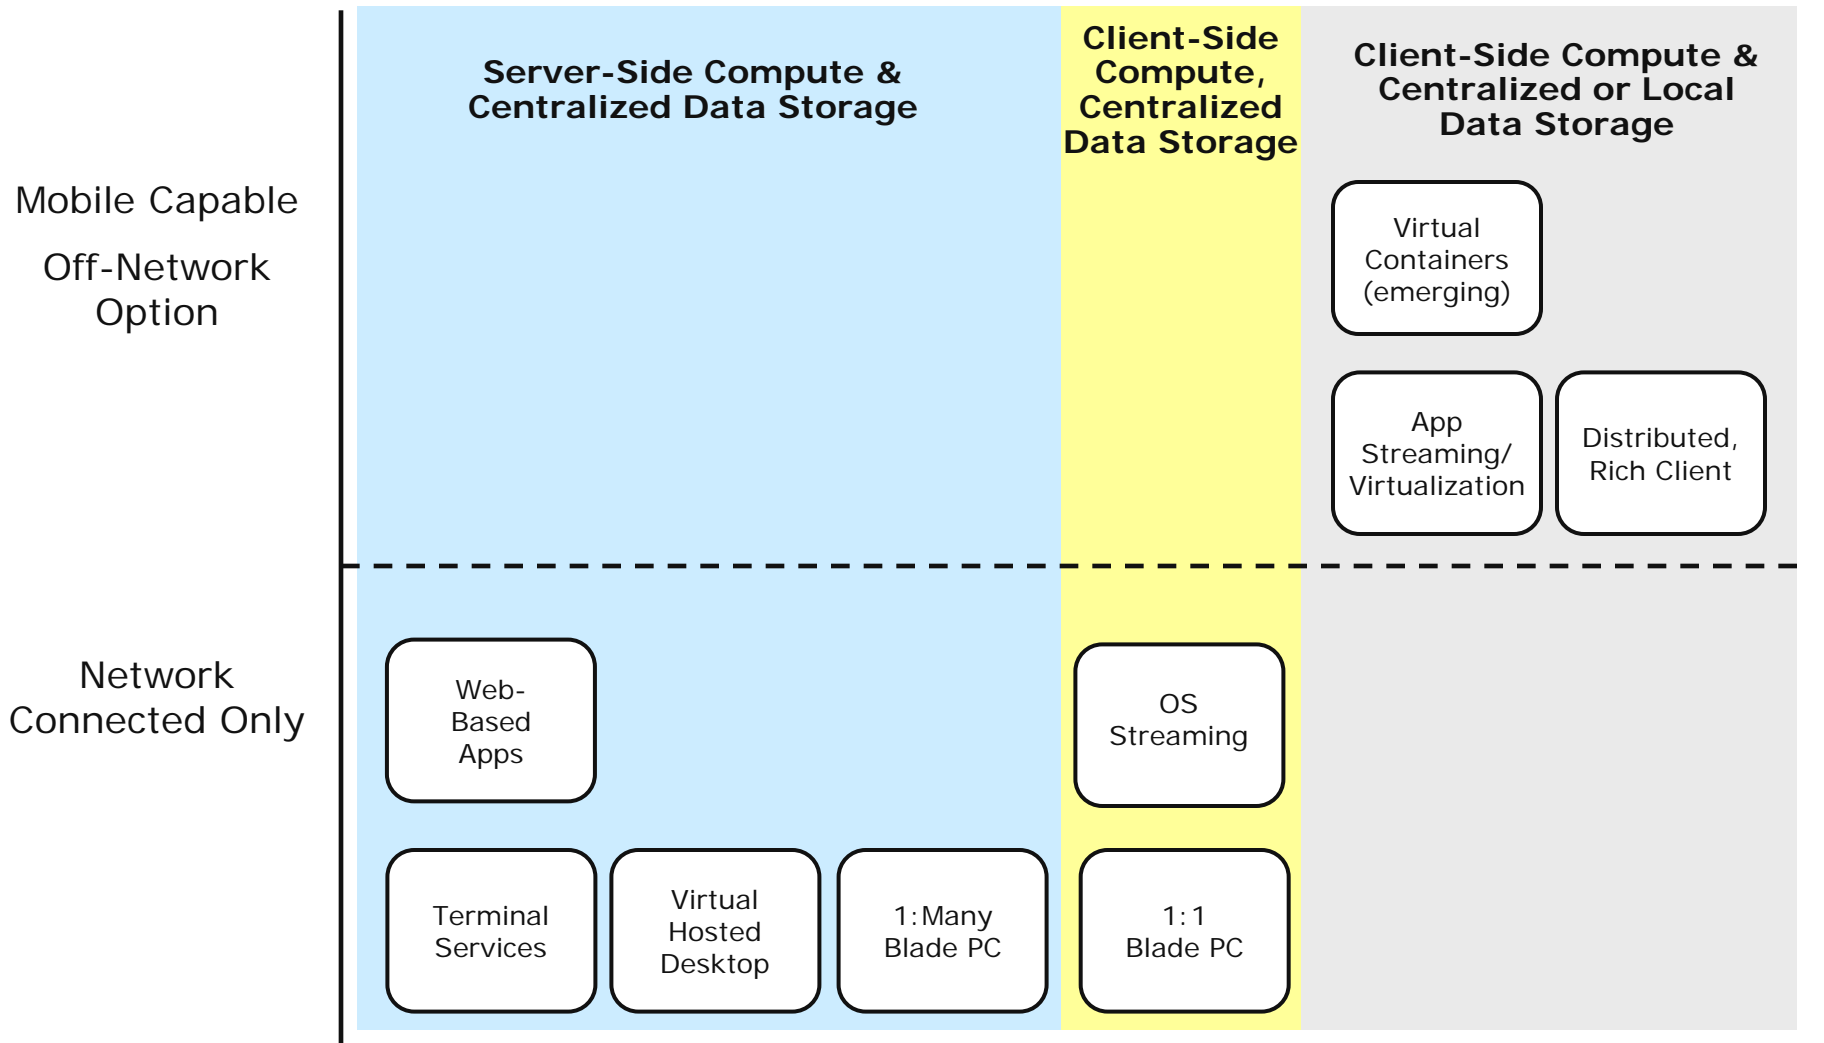 Server-Side Compute &
Centralized Data Storage
Client-Side
Compute,
Centralized
Data Storage
Client-Side Compute &
Centralized or Local
Data Storage
Mobile Capable
Off-Network
Option
Virtual
Containers
(emerging)
App
Streaming/
Virtualization
Distributed,
Rich Client
Network
Connected Only
Web-
Based
Apps
OS
Streaming
Terminal
Services
Virtual
Hosted
Desktop
1:Many
Blade PC
1:1
Blade PC